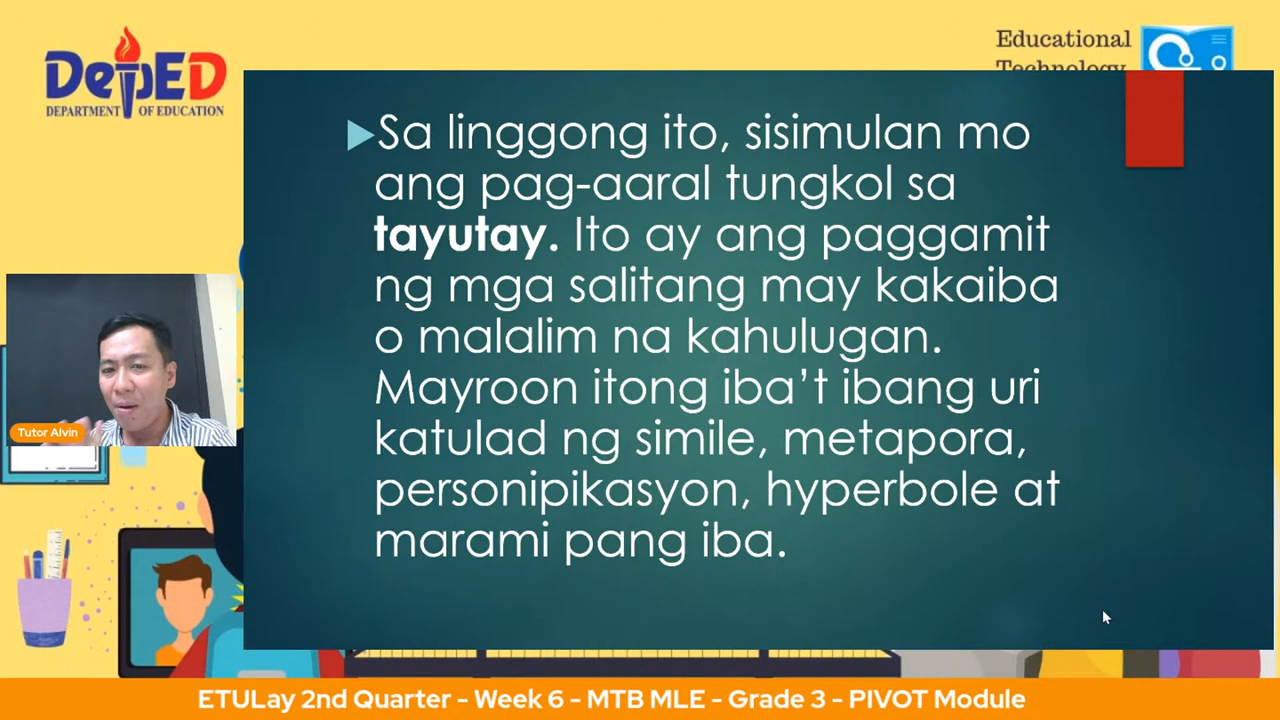 DepED
DEPARTMENT OF EDUCATION
Educational
Technology
Sa linggong ito, sisimulan mo
ang pag-aaral tungkol sa
tayutay. Ito ay ang paggamit
ng mga salitang may kakaiba
o malalim na kahulugan.
Mayroon itong iba't ibang uri
katulad ng simile, metapora,
personipikasyon, hyperbole at
marami pang iba.
Tutor Alvin
ETULay 2nd Quarter - Week 6 - MTB MLE - Grade 3 - PIVOT Module